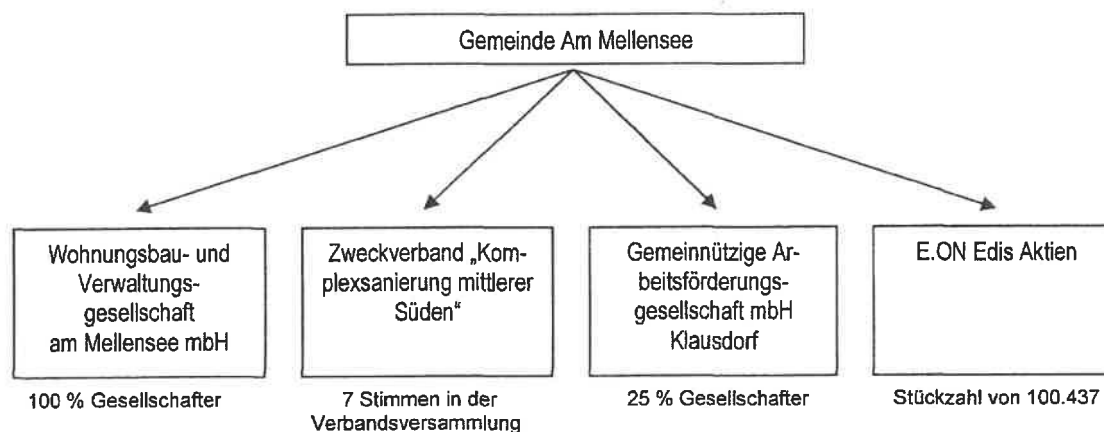 Gemeinde Am Mellensee
Wohnungsbau- und
Verwaltungs-
gesellschaft
am Mellensee mbH
100 % Gesellschafter
Zweckverband „Kom-
plexsanierung mittlerer
Süden“
7 Stimmen in der
Verbandsversammlung
Gemeinnützige Ar-
beitsförderungs-
gesellschaft mbH
Klausdorf
25 % Gesellschafter
E.ON Edis Aktien
Stückzahl von 100.437